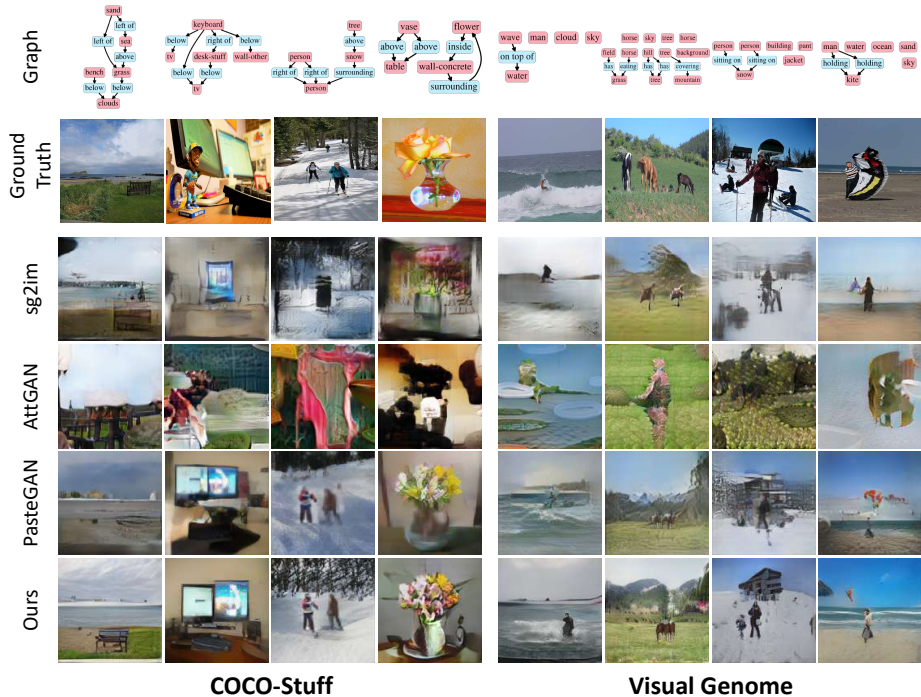 Graph
sand
left of
left of
sea
above
bench
grass
below
below
clouds
keyboard
below
right of
below
tv
desk-stuff
wall-other
below
below
tv
tree
above
person
snow
right of
right of
surrounding
person
vase
flower
above
above
inside
table
wall-concrete
surrounding
wave
man
cloud
sky
on top of
water
horse
sky
tree
horse
field
horse
hill
tree
background
has
eating
has
has
covering
grass
tree
mountain
person
person
building
pant
sitting on
sitting on
jacket
snow
man
water
ocean
sand
holding
holding
sky
kite
Ground
Truth
sg2im
AttGAN
PasteGAN
Ours
COCO-Stuff
Visual Genome